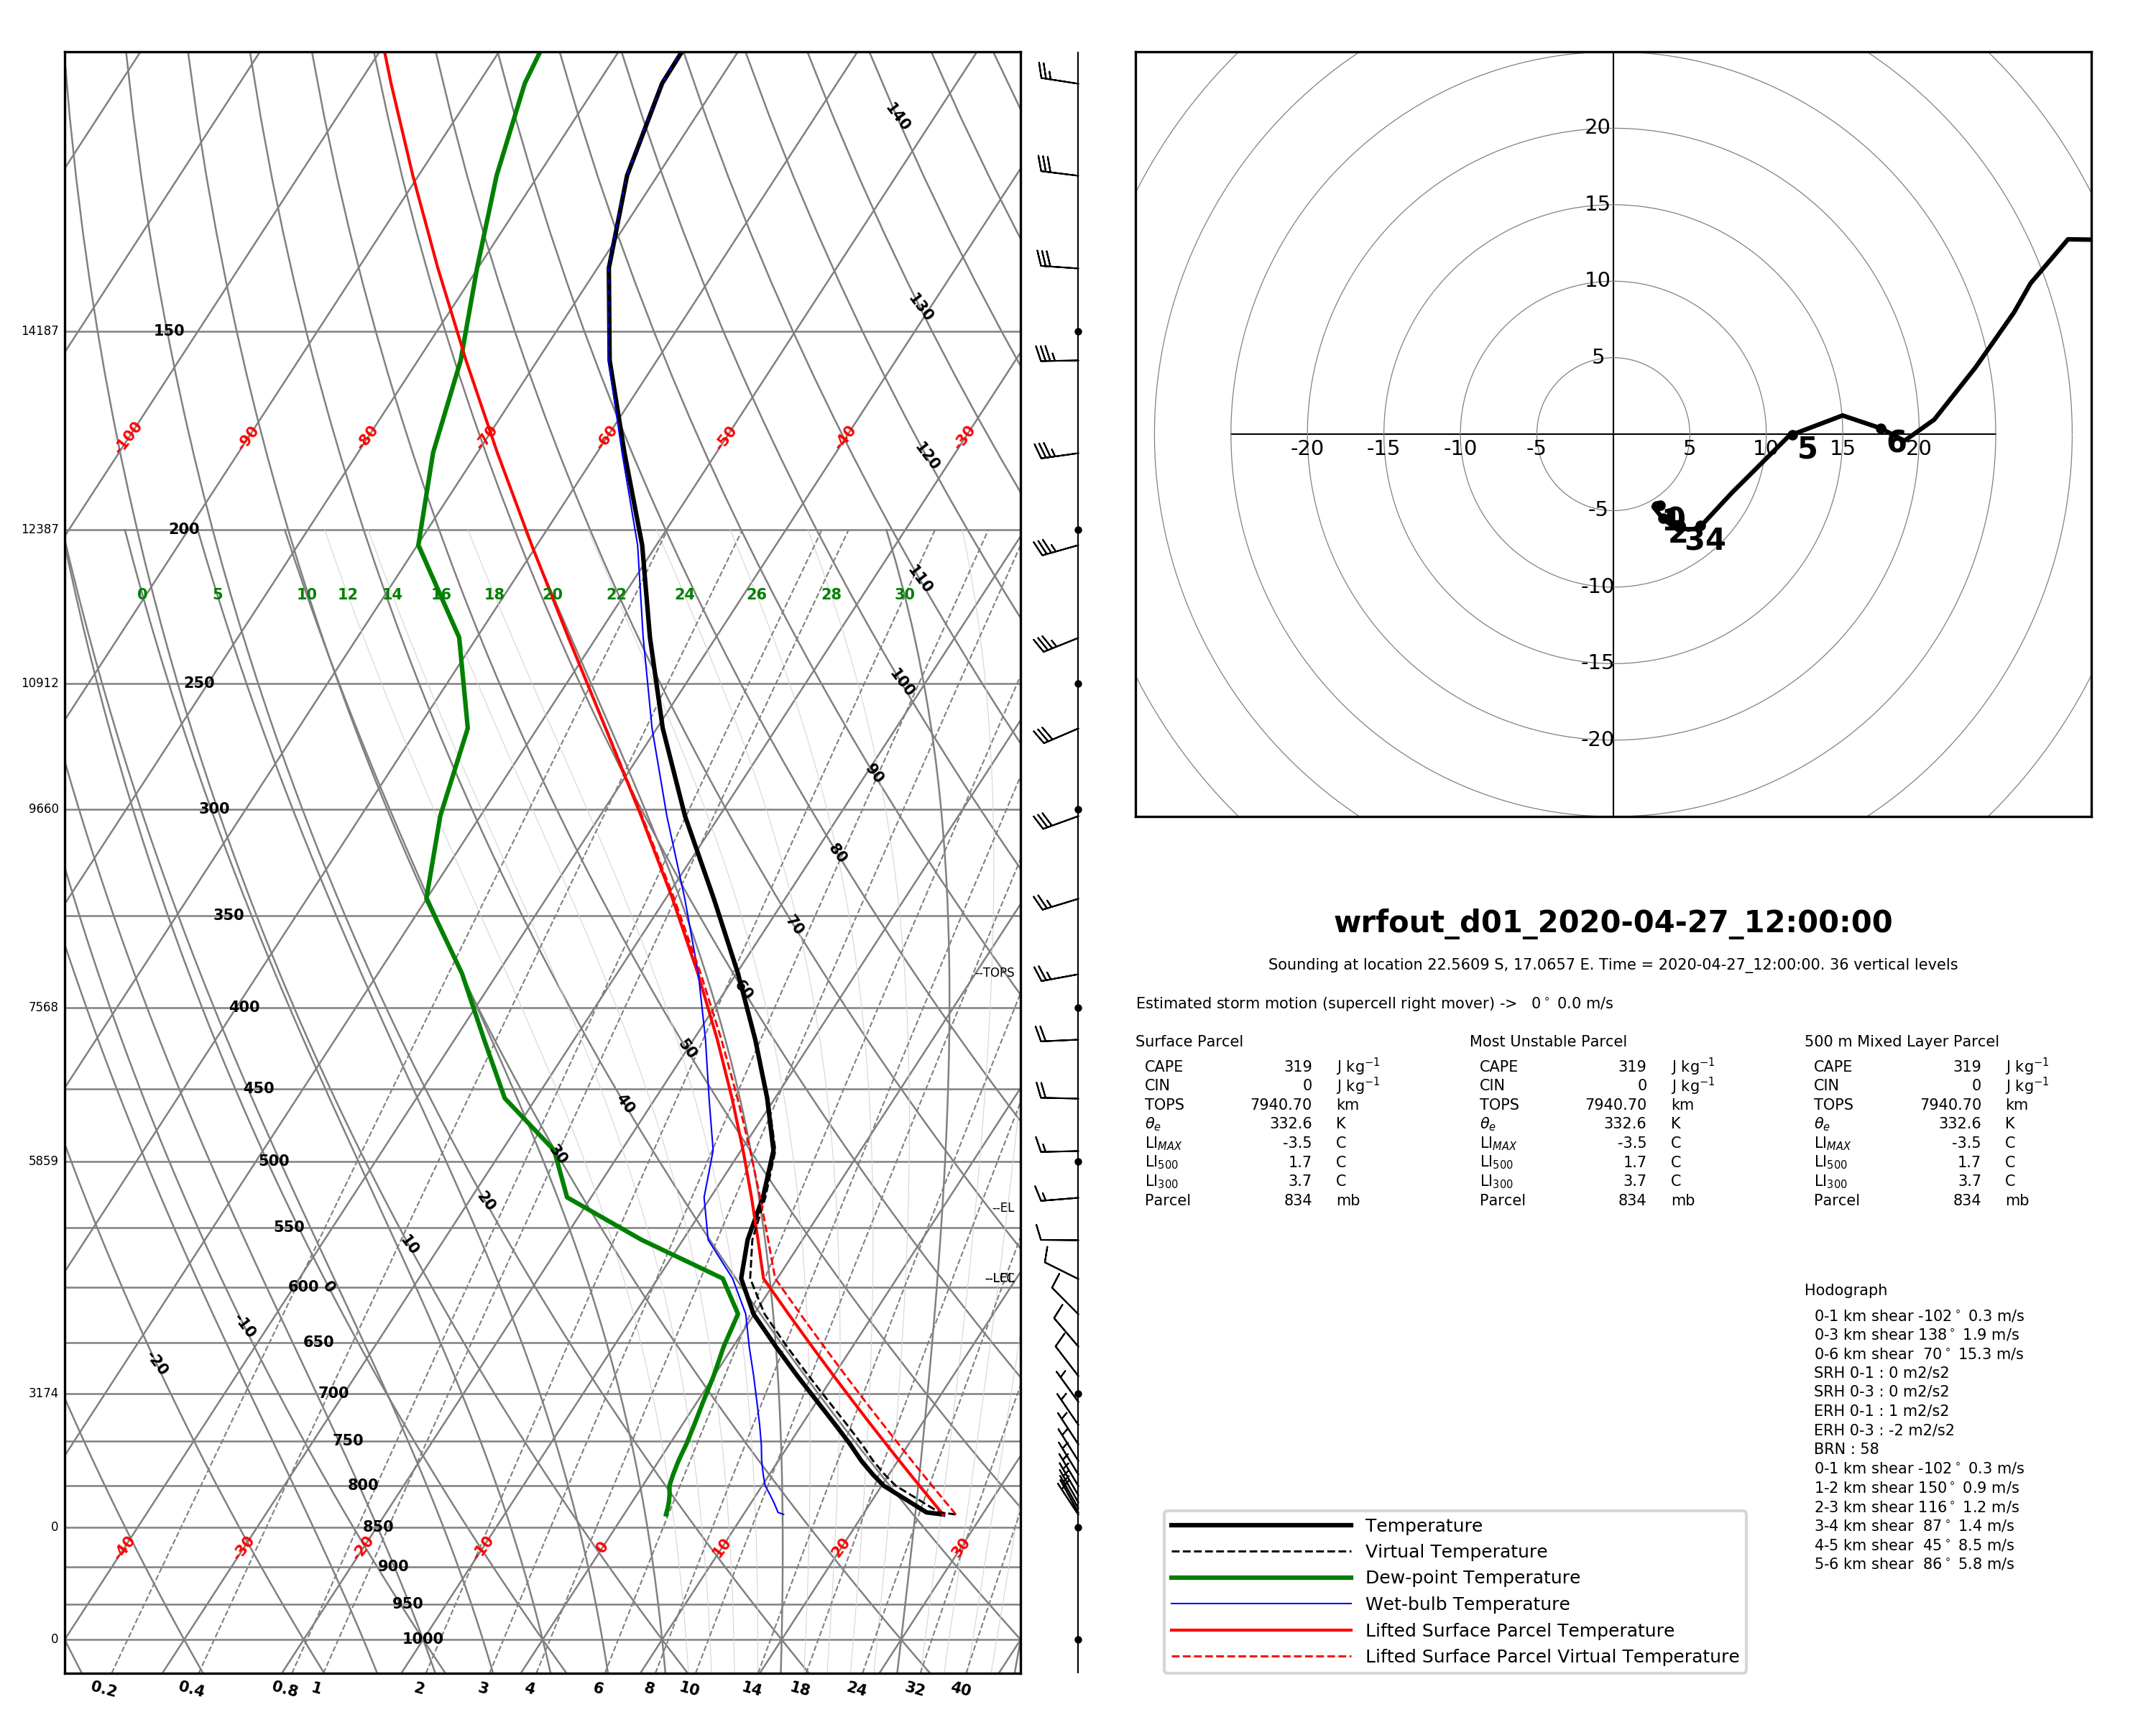 140
130
14187 150
-100 -90 -80 -70 -60 -50 -40 -30
120
12387 200
110
0 5 10 12 14 16 18 20 22 24 26 28 30
10912 250
100
90
9660 300
80
350
70
--TOPS
60
7568 400
50
450
40
5859 500
30
20
--EL
550
10
600 0
-10
650
-20
3174 700
750
800
0 850
-40 -30 -20 -10 0 10 20 30
900
950
0 1000
0.2 0.4 0.8 1 2 3 4 6 8 10 14 18 24 32 40
20
15
10
5
-20 -15 -10 -5 5 10 15 20
-5
-10
-15
-20
0
2 3 4
5
6
wrfout_d01_2020-04-27_12:00:00
Sounding at location 22.5609 S, 17.0657 E. Time = 2020-04-27_12:00:00. 36 vertical levels
Estimated storm motion (supercell right mover) -> 0° 0.0 m/s
Surface Parcel
CAPE 319 J kg⁻¹
CIN 0 J kg⁻¹
TOPS 7940.70 km
θe 332.6 K
LI_MAX -3.5 C
LI₅₀₀ 1.7 C
LI₃₀₀ 3.7 C
Parcel 834 mb
Most Unstable Parcel
CAPE 319 J kg⁻¹
CIN 0 J kg⁻¹
TOPS 7940.70 km
θe 332.6 K
LI_MAX -3.5 C
LI₅₀₀ 1.7 C
LI₃₀₀ 3.7 C
Parcel 834 mb
500 m Mixed Layer Parcel
CAPE 319 J kg⁻¹
CIN 0 J kg⁻¹
TOPS 7940.70 km
θe 332.6 K
LI_MAX -3.5 C
LI₅₀₀ 1.7 C
LI₃₀₀ 3.7 C
Parcel 834 mb
Hodograph
0-1 km shear -102° 0.3 m/s
0-3 km shear 138° 1.9 m/s
0-6 km shear 70° 15.3 m/s
SRH 0-1 : 0 m2/s2
SRH 0-3 : 0 m2/s2
ERH 0-1 : 1 m2/s2
ERH 0-3 : -2 m2/s2
BRN : 58
0-1 km shear -102° 0.3 m/s
1-2 km shear 150° 0.9 m/s
2-3 km shear 116° 1.2 m/s
3-4 km shear 87° 1.4 m/s
4-5 km shear 45° 8.5 m/s
5-6 km shear 86° 5.8 m/s
Temperature
Virtual Temperature
Dew-point Temperature
Wet-bulb Temperature
Lifted Surface Parcel Temperature
Lifted Surface Parcel Virtual Temperature